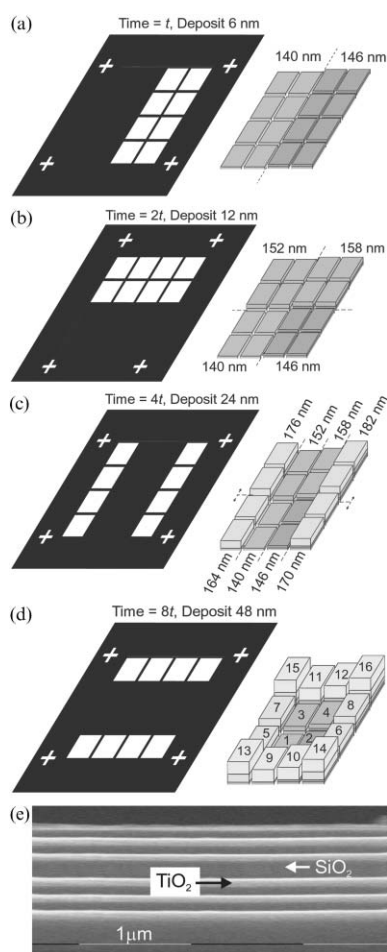 (a)
Time = t, Deposit 6 nm
140 nm
146 nm
(b)
Time = 2t, Deposit 12 nm
152 nm
158 nm
140 nm
146 nm
(c)
Time = 4t, Deposit 24 nm
176 nm
152 nm
158 nm
182 nm
164 nm
140 nm
146 nm
170 nm
(d)
Time = 8t, Deposit 48 nm
15
11
12
16
7
3
4
8
13
5
1
2
6
9
10
14
(e)
SiO₂
TiO₂
1μm